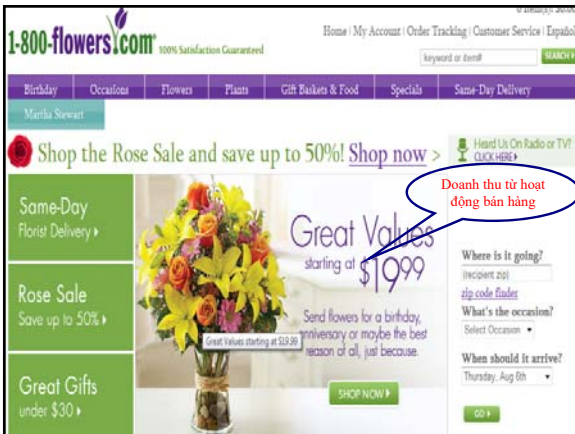 0 Item(s): $0.00
Home | My Account | Order Tracking | Customer Service | Español
1-800-flowers.com® 100% Satisfaction Guaranteed
keyword or item# SEARCH
Birthday Occasions Flowers Plants Gift Baskets & Food Specials Same-Day Delivery
Martha Stewart
Shop the Rose Sale and save up to 50%! Shop now >
Heard Us On Radio or TV?
CLICK HERE
Doanh thu từ hoạt
động bán hàng
Same-Day
Florist Delivery
Rose Sale
Save up to 50%
Great Gifts
under $30
Great Values
starting at $19.99
Send flowers for a birthday,
anniversary or maybe the best
reason of all, just because.
Great Values starting at $19.99
SHOP NOW
Where is it going?
(recipient zip)
zip code finder
What's the occasion?
Select Occasion
When should it arrive?
Thursday, Aug 6th
GO